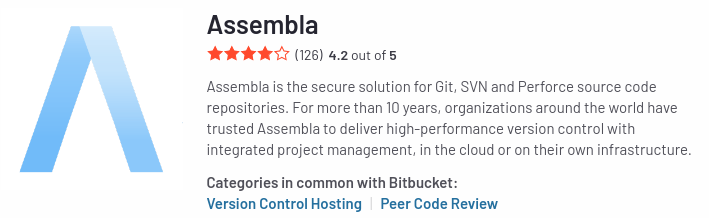 Assembla
(126) 4.2 out of 5
Assembla is the secure solution for Git, SVN and Perforce source code
repositories. For more than 10 years, organizations around the world have
trusted Assembla to deliver high-performance version control with
integrated project management, in the cloud or on their own infrastructure.
Categories in common with Bitbucket:
Version Control Hosting | Peer Code Review